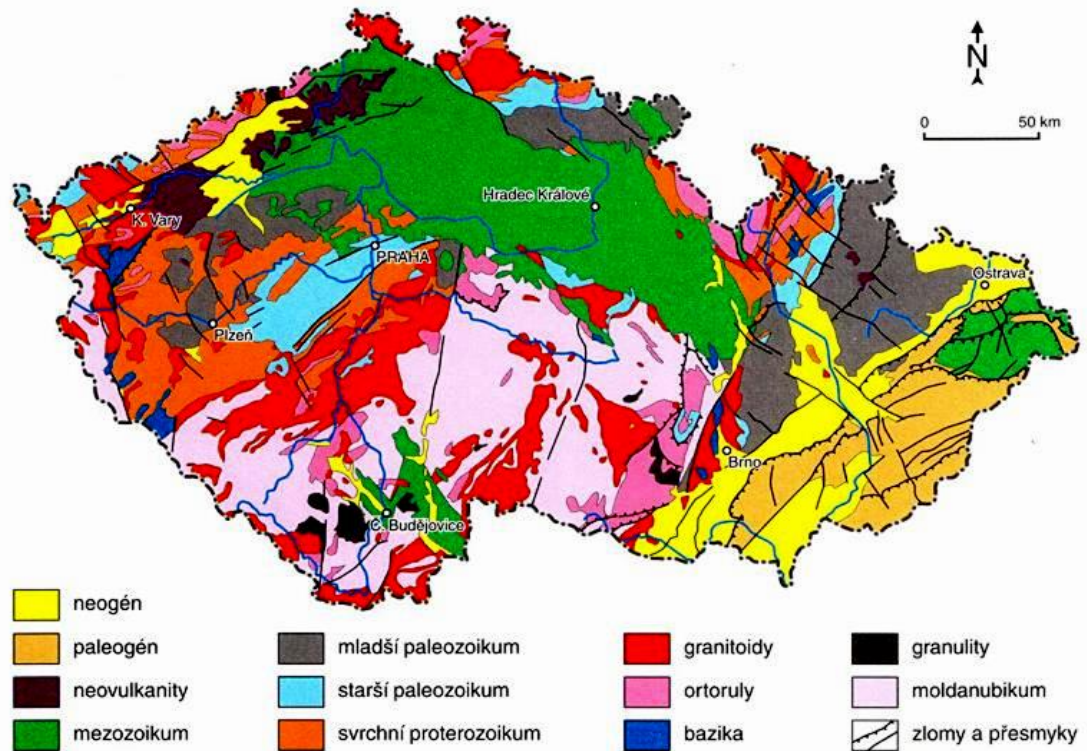 N
0 50 km
Hradec Králové
K. Vary
PRAHA
Ostrava
Plzeň
Brno
Č. Budějovice
neogén
paleogén
neovulkanity
mezozoikum
mladší paleozoikum
starší paleozoikum
svrchní proterozoikum
granitoidy
ortoruly
bazika
granulity
moldanubikum
zlomy a přesmyky